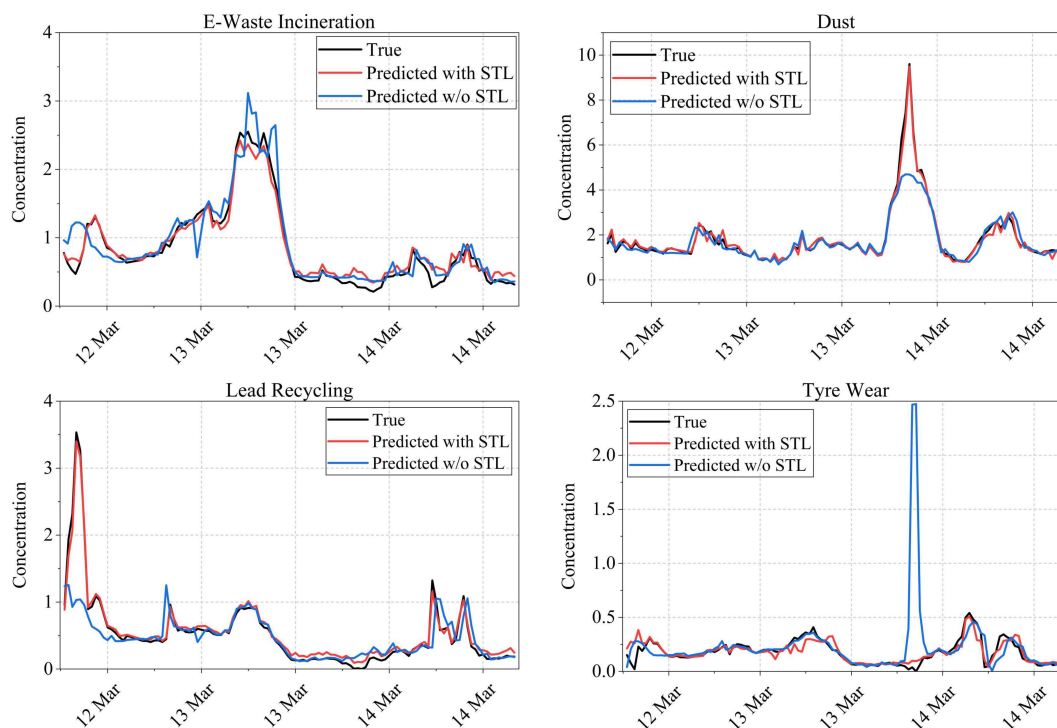 E-Waste Incineration
4
3
2
1
0
Concentration
True
Predicted with STL
Predicted w/o STL
12 Mar
13 Mar
13 Mar
14 Mar
14 Mar
Dust
10
8
6
4
2
0
Concentration
True
Predicted with STL
Predicted w/o STL
12 Mar
13 Mar
13 Mar
14 Mar
14 Mar
Lead Recycling
4
3
2
1
0
Concentration
True
Predicted with STL
Predicted w/o STL
12 Mar
13 Mar
13 Mar
14 Mar
14 Mar
Tyre Wear
2.5
2.0
1.5
1.0
0.5
0.0
Concentration
True
Predicted with STL
Predicted w/o STL
12 Mar
13 Mar
13 Mar
14 Mar
14 Mar